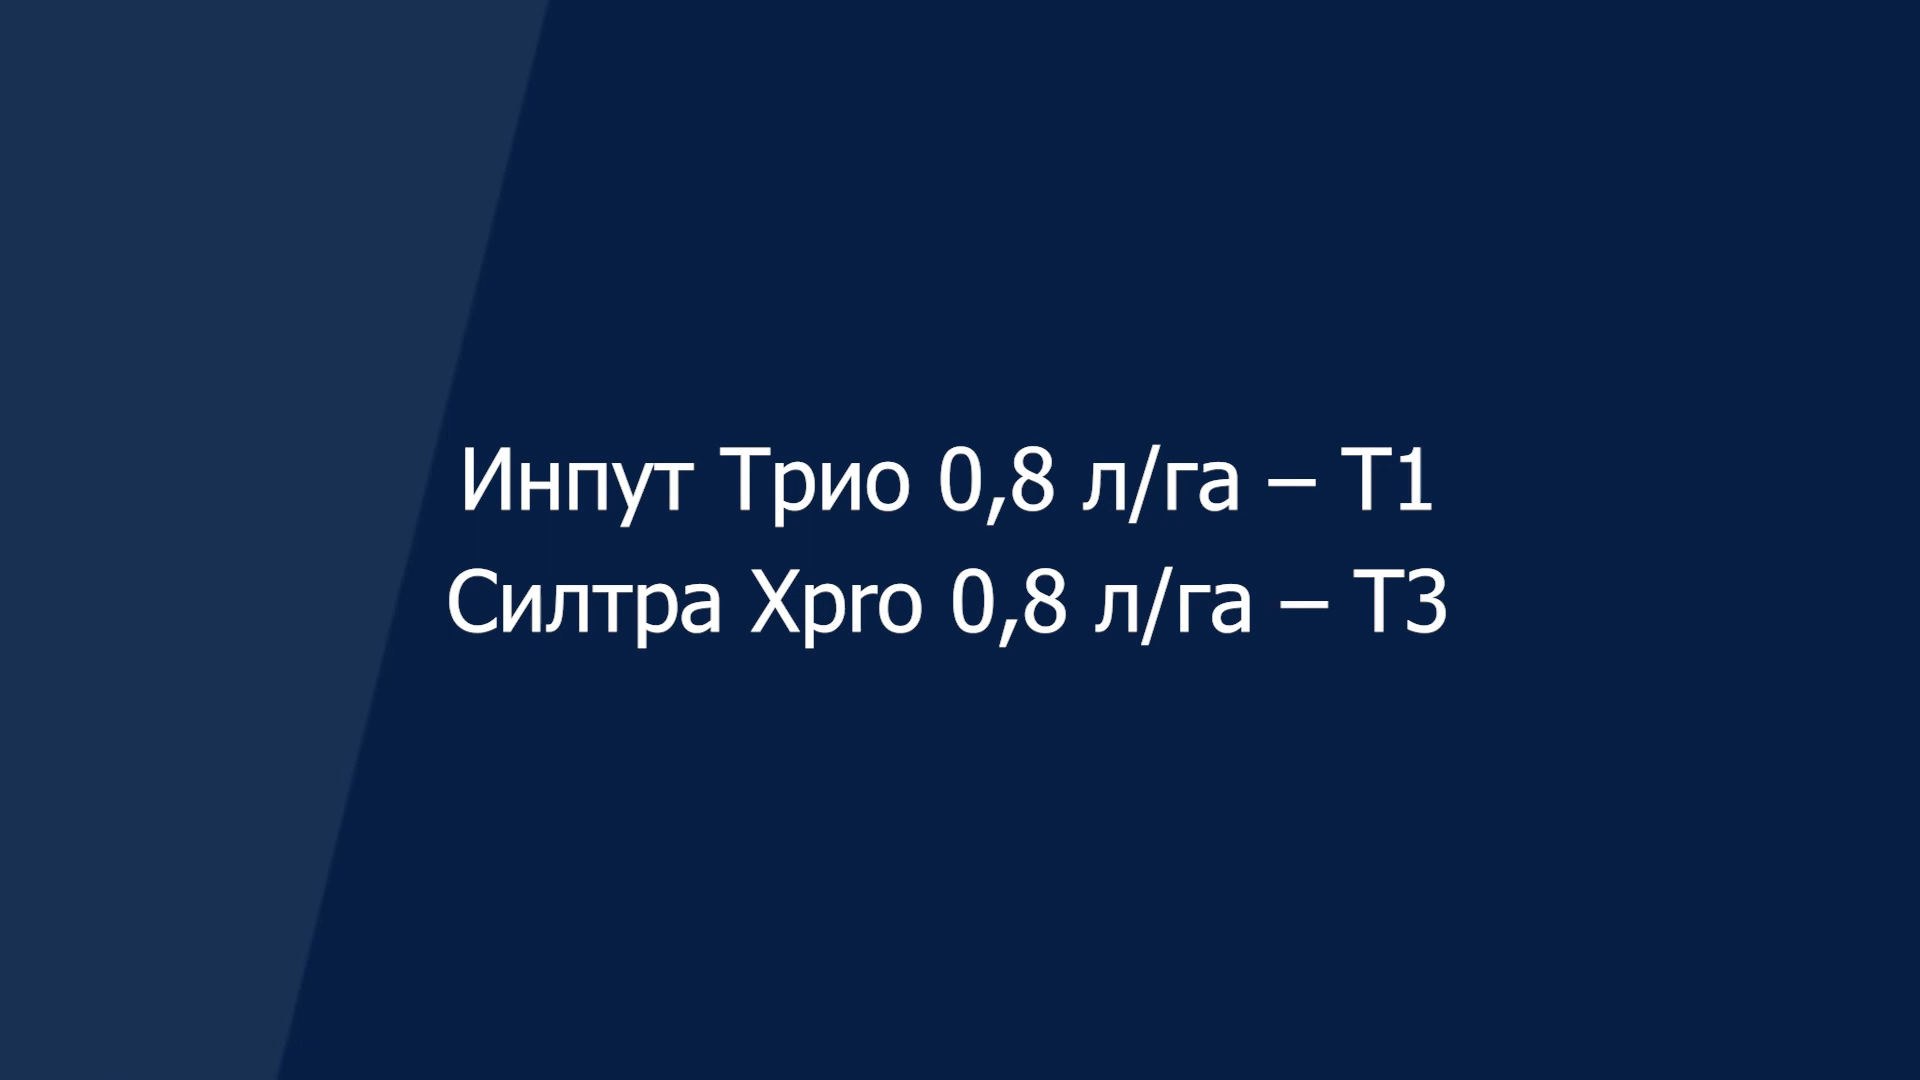 Инпут Трио 0,8 л/га – Т1
Силтра Xpro 0,8 л/га – Т3